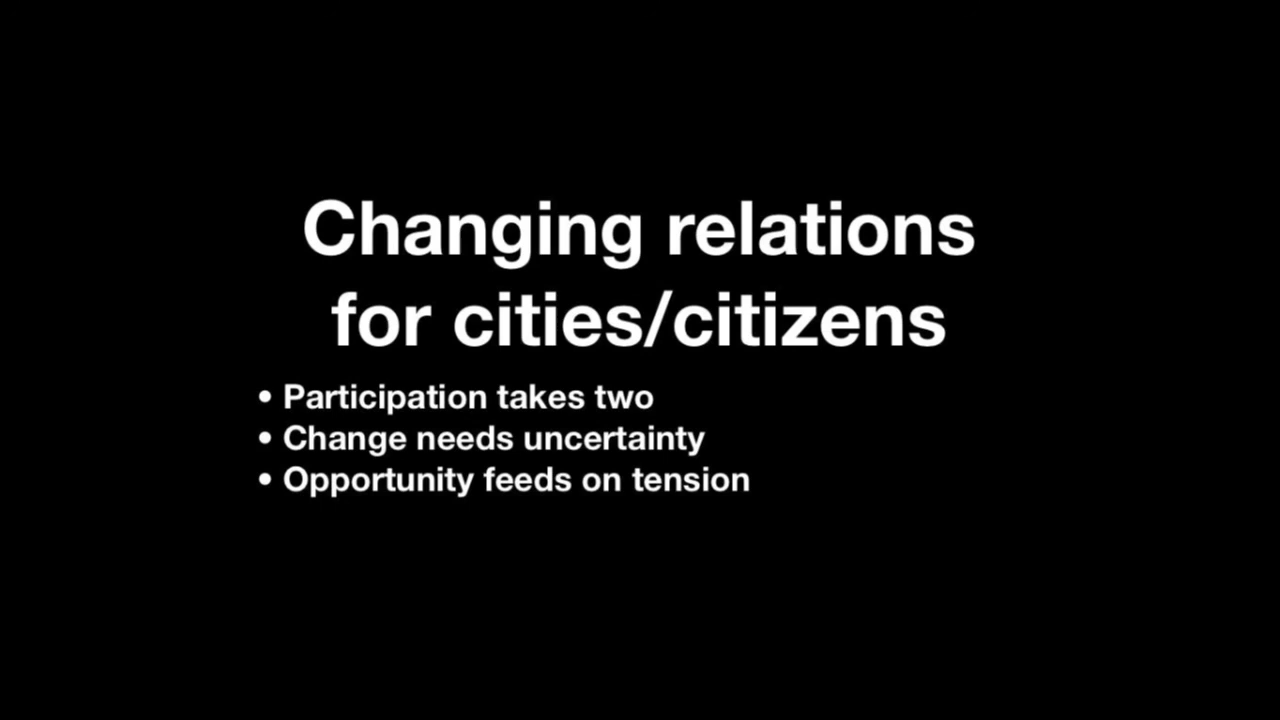 Changing relations
for cities/citizens
• Participation takes two
• Change needs uncertainty
• Opportunity feeds on tension